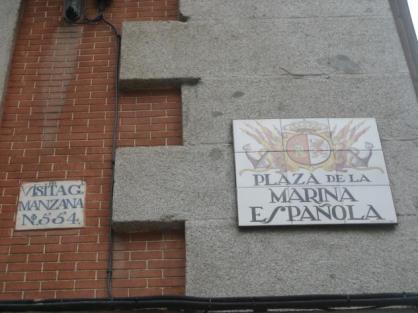 VISITA G.
MANZANA
Nº 554.
PLAZA DE LA
MARINA
ESPAÑOLA